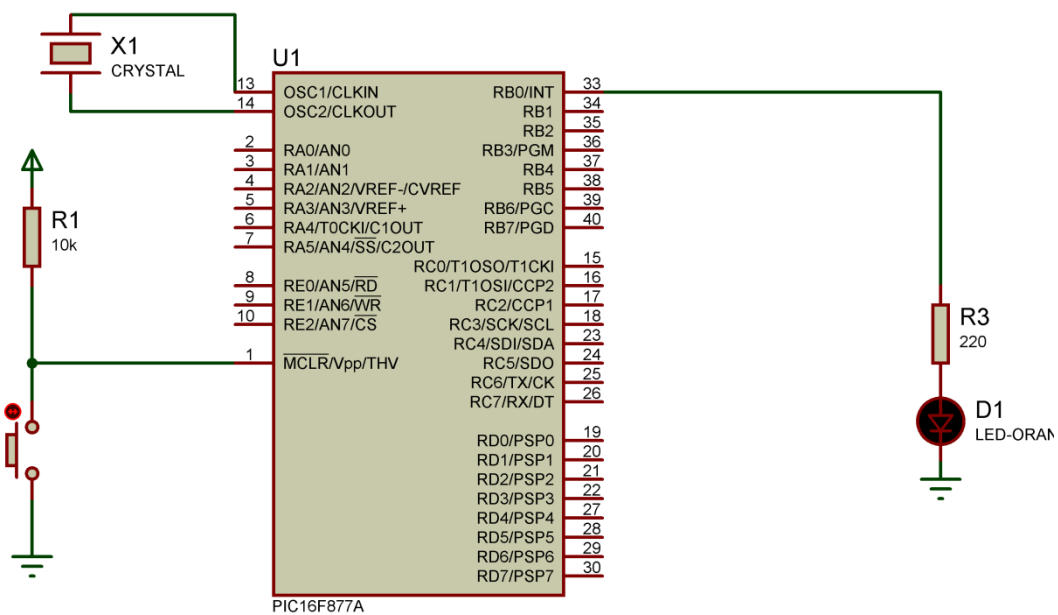 X1
CRYSTAL
U1
13 OSC1/CLKIN
14 OSC2/CLKOUT
2 RA0/AN0
3 RA1/AN1
4 RA2/AN2/VREF-/CVREF
5 RA3/AN3/VREF+
6 RA4/T0CKI/C1OUT
7 RA5/AN4/SS/C2OUT
8 RE0/AN5/RD
9 RE1/AN6/WR
10 RE2/AN7/CS
1 MCLR/Vpp/THV
RB0/INT 33
RB1 34
RB2 35
RB3/PGM 36
RB4 37
RB5 38
RB6/PGC 39
RB7/PGD 40
RC0/T1OSO/T1CKI 15
RC1/T1OSI/CCP2 16
RC2/CCP1 17
RC3/SCK/SCL 18
RC4/SDI/SDA 23
RC5/SDO 24
RC6/TX/CK 25
RC7/RX/DT 26
RD0/PSP0 19
RD1/PSP1 20
RD2/PSP2 21
RD3/PSP3 22
RD4/PSP4 27
RD5/PSP5 28
RD6/PSP6 29
RD7/PSP7 30
PIC16F877A
R1
10k
R3
220
D1
LED-ORAN